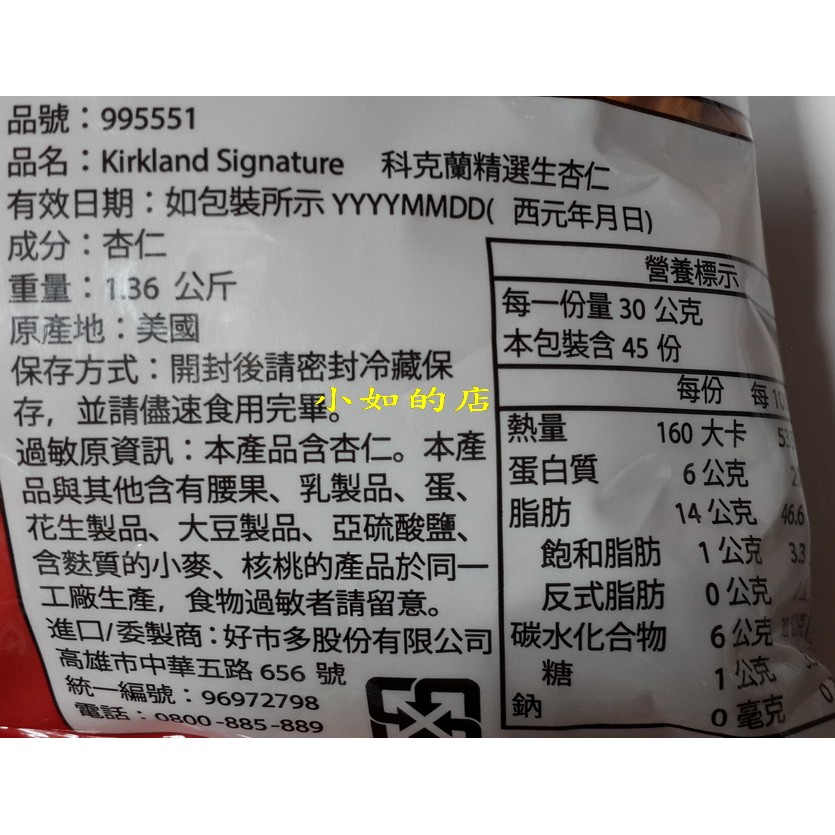 品號：995551
品名：Kirkland Signature 科克蘭精選生杏仁
有效日期：如包裝所示 YYYYMMDD( 西元年月日)
成分：杏仁
重量：1.36 公斤
原產地：美國
保存方式：開封後請密封冷藏保
存，並請儘速食用完畢。
小如的店
過敏原資訊：本產品含杏仁。本產
品與其他含有腰果、乳製品、蛋、
花生製品、大豆製品、亞硫酸鹽、
含麩質的小麥、核桃的產品於同一
工廠生產，食物過敏者請留意。
進口/委製商：好市多股份有限公司
高雄市中華五路 656 號
統一編號：96972798
電話：0800-885-889
營養標示
每一份量 30 公克
本包裝含 45 份
每份 每
熱量 160 大卡
蛋白質 6 公克
脂肪 14 公克 46.6
飽和脂肪 1 公克 3.3
反式脂肪 0 公克
碳水化合物 6 公克
糖 1 公克
鈉 0 毫克